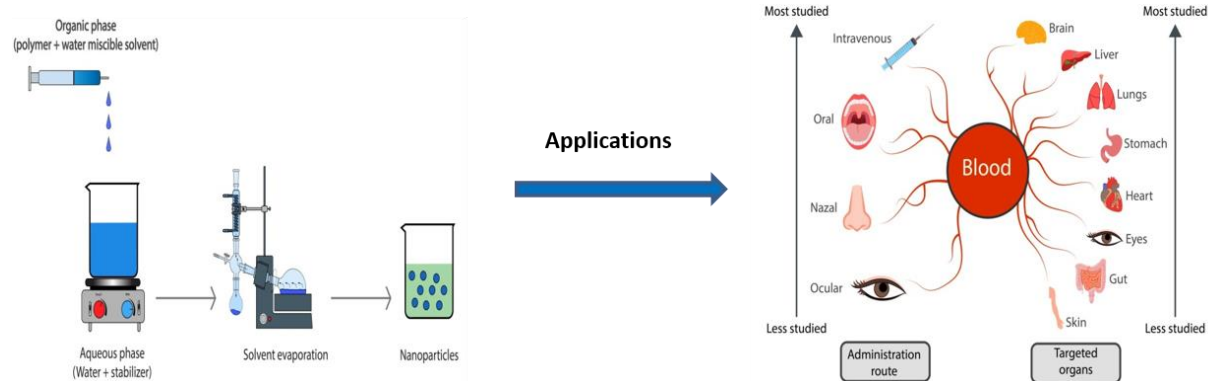 Organic phase
(polymer + water miscible solvent)
Aqueous phase
(Water + stabilizer)
Solvent evaporation
Nanoparticles
Applications
Most studied
Less studied
Intravenous
Oral
Nazal
Ocular
Administration
route
Blood
Brain
Liver
Lungs
Stomach
Heart
Eyes
Gut
Skin
Targeted
organs
Most studied
Less studied